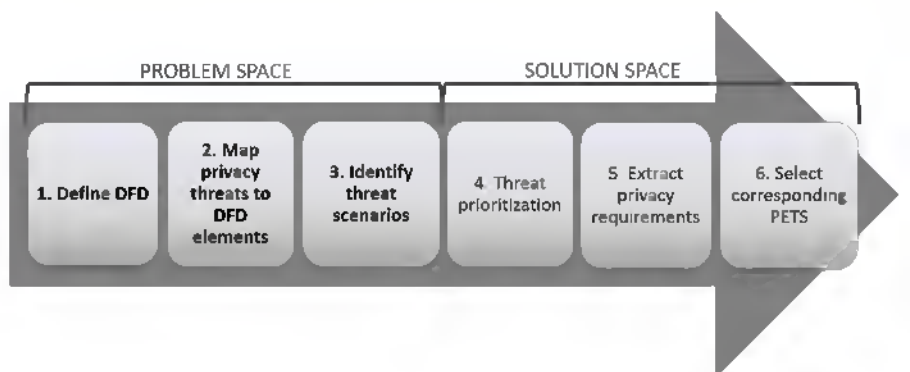 PROBLEM SPACE
SOLUTION SPACE
1. Define DFD
2. Map
privacy
threats to
DFD
elements
3. Identify
threat
scenarios
4. Threat
prioritization
5 Extract
privacy
requirements
6. Select
corresponding
PETS